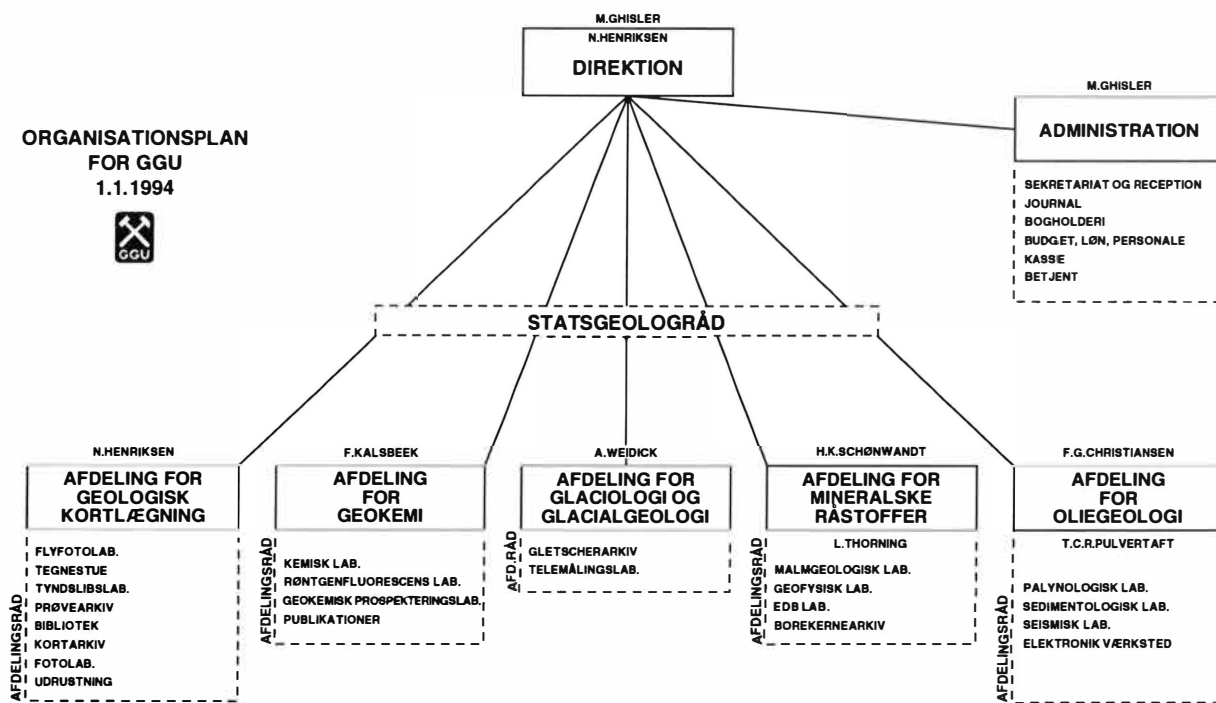 M.GHISLER
N.HENRIKSEN
DIREKTION
M.GHISLER
ADMINISTRATION
SEKRETARIAT OG RECEPTION
JOURNAL
BOGHOLDERI
BUDGET, LØN, PERSONALE
KASSE
BETJENT
ORGANISATIONSPLAN
FOR GGU
1.1.1994
GGU
STATSGEOLOGRÅD
N.HENRIKSEN
AFDELING FOR
GEOLOGISK
KORTLÆGNING
AFDELINGSRÅD
FLYFOTOLAB.
TEGNESTUE
TYNDSLIBSLAB.
PRØVEARKIV
BIBLIOTEK
KORTARKIV
FOTOLAB.
UDRUSTNING
F.KALSBEEK
AFDELING
FOR
GEOKEMI
AFDELINGSRÅD
KEMISK LAB.
RØNTGENFLUORESCENS LAB.
GEOKEMISK PROSPEKTERINGSLAB.
PUBLIKATIONER
A.WEIDICK
AFDELING FOR
GLACIOLOGI OG
GLACIALGEOLOGI
AFD.RÅD
GLETSCHERARKIV
TELEMÅLINGSLAB.
H.K.SCHØNWANDT
AFDELING FOR
MINERALSKE
RÅSTOFFER
L.THORNING
AFDELINGSRÅD
MALMGEOLOGISK LAB.
GEOFYSISK LAB.
EDB LAB.
BOREKERNEARKIV
F.G.CHRISTIANSEN
AFDELING
FOR
OLIEGEOLOGI
T.C.R.PULVERTAFT
AFDELINGSRÅD
PALYNOLOGISK LAB.
SEDIMENTOLOGISK LAB.
SEISMISK LAB.
ELEKTRONIK VÆRKSTED